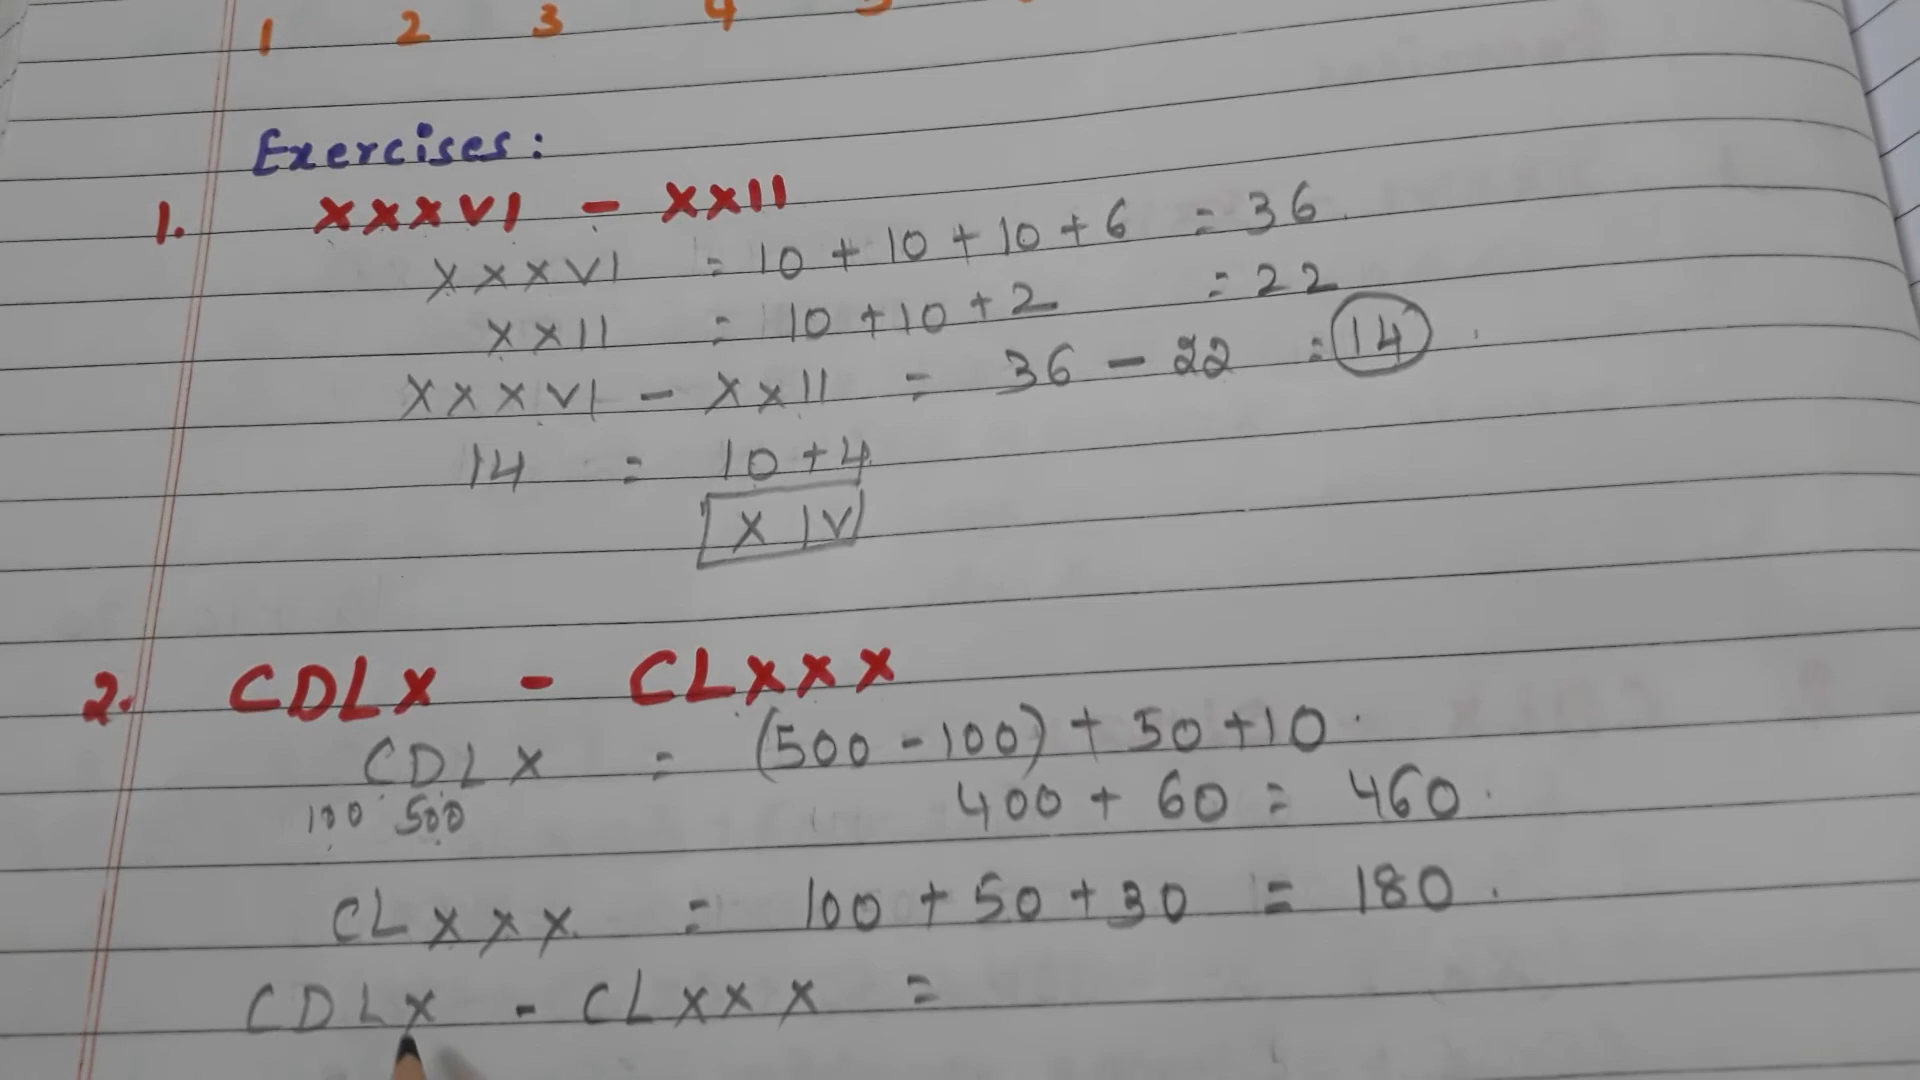 1 2 3 4
Exercises:
1. XXXVI - XXII
XXXVI = 10 + 10 + 10 + 6 = 36
XXII = 10 + 10 + 2 = 22
XXXVI - XXII = 36 - 22 = 14
14 = 10 + 4
XIV
2. CDLX - CLXXX
CDLX = (500 - 100) + 50 + 10.
100 500 400 + 60 = 460.
CLXXX = 100 + 50 + 30 = 180.
CDLX - CLXXX =